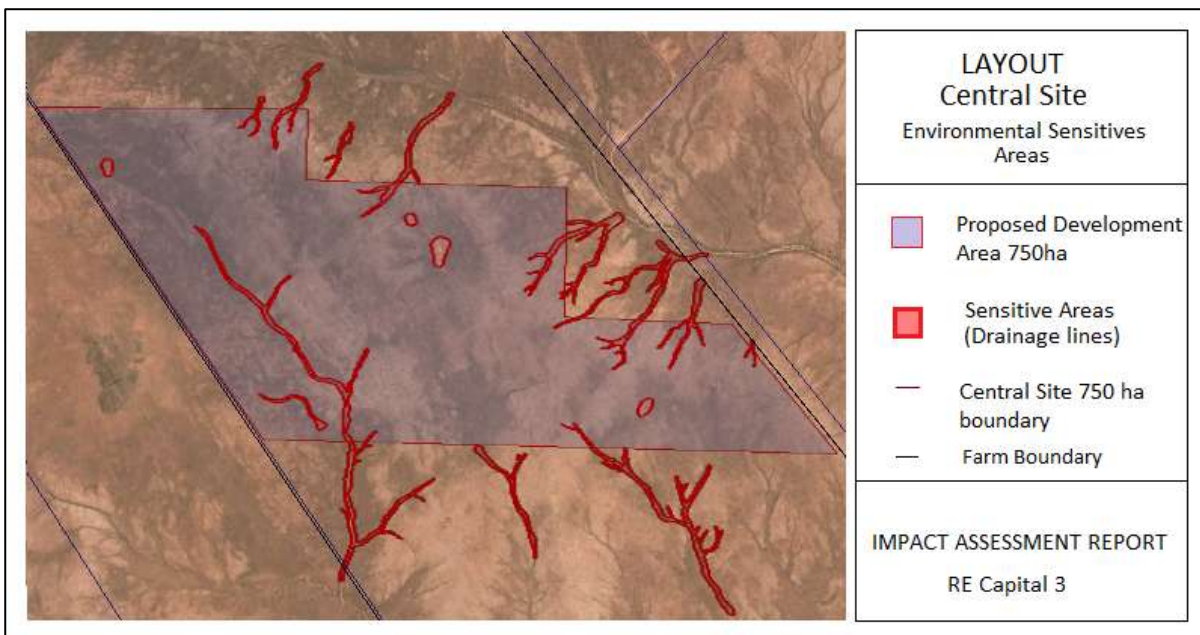 LAYOUT
Central Site
Environmental Sensitives
Areas
Proposed Development
Area 750ha
Sensitive Areas
(Drainage lines)
Central Site 750 ha
boundary
Farm Boundary
IMPACT ASSESSMENT REPORT
RE Capital 3